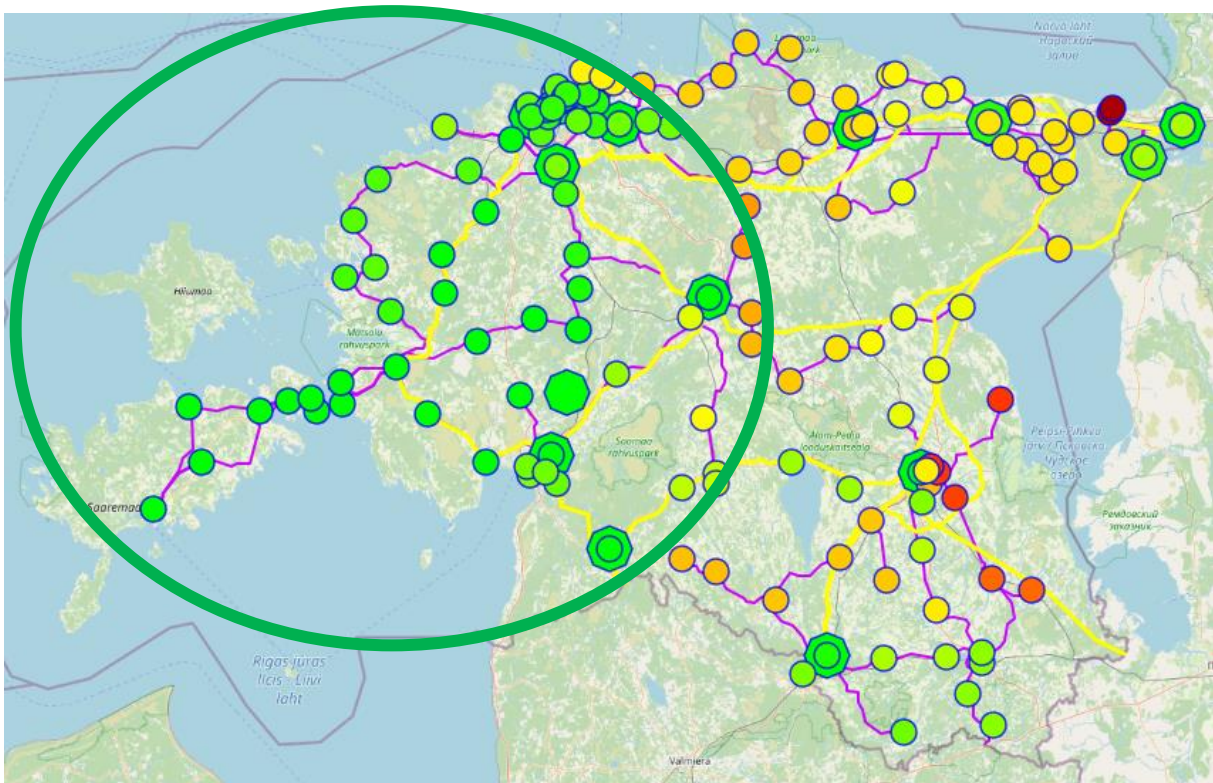 Narva laht
Нарвский
залив
Hiiumaa
Matsalu
rahvuspark
Soomaa
rahvuspark
Alam-Pedja
looduskaitseala
Peipsi-Pihkva
järv / Псковско-
Чудское
озеро
Saaremaa
Ремдовский
заказник
Rīgas jūras
līcis - Liivi
laht
Valmiera